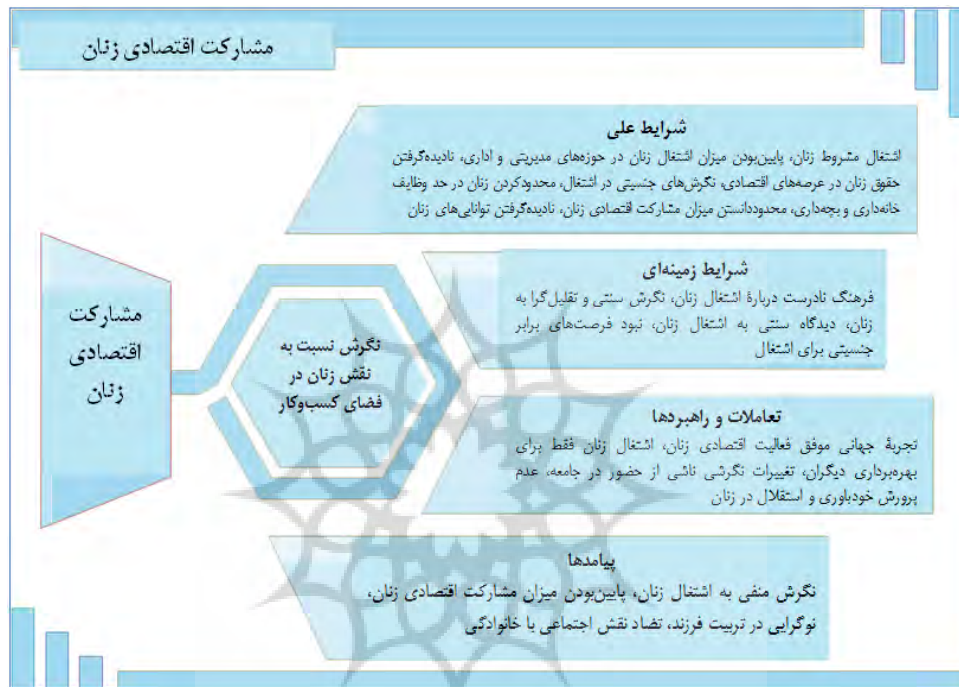 مشارکت اقتصادی زنان
شرایط علی
اشتغال مشروط زنان، پایین‌بودن میزان اشتغال زنان در حوزه‌های مدیریتی و اداری، نادیده‌گرفتن
حقوق زنان در عرصه‌های اقتصادی، نگرش‌های جنسیتی در اشتغال، محدودکردن زنان در حد وظایف
خانه‌داری و بچه‌داری، محدوددانستن میزان مشارکت اقتصادی زنان، نادیده‌گرفتن توانایی‌های زنان
شرایط زمینه‌ای
فرهنگ نادرست دربارۀ اشتغال زنان، نگرش سنتی و تقلیل‌گرا به
زنان، دیدگاه سنتی به اشتغال زنان، نبود فرصت‌های برابر
جنسیتی برای اشتغال
مشارکت
اقتصادی
زنان
نگرش نسبت به
نقش زنان در
فضای کسب‌وکار
تعاملات و راهبردها
تجربۀ جهانی موفق فعالیت اقتصادی زنان، اشتغال زنان فقط برای
بهره‌برداری دیگران، تغییرات نگرشی ناشی از حضور در جامعه، عدم
پرورش خودباوری و استقلال در زنان
پیامدها
نگرش منفی به اشتغال زنان، پایین‌بودن میزان مشارکت اقتصادی زنان،
نوگرایی در تربیت فرزند، تضاد نقش اجتماعی با خانوادگی